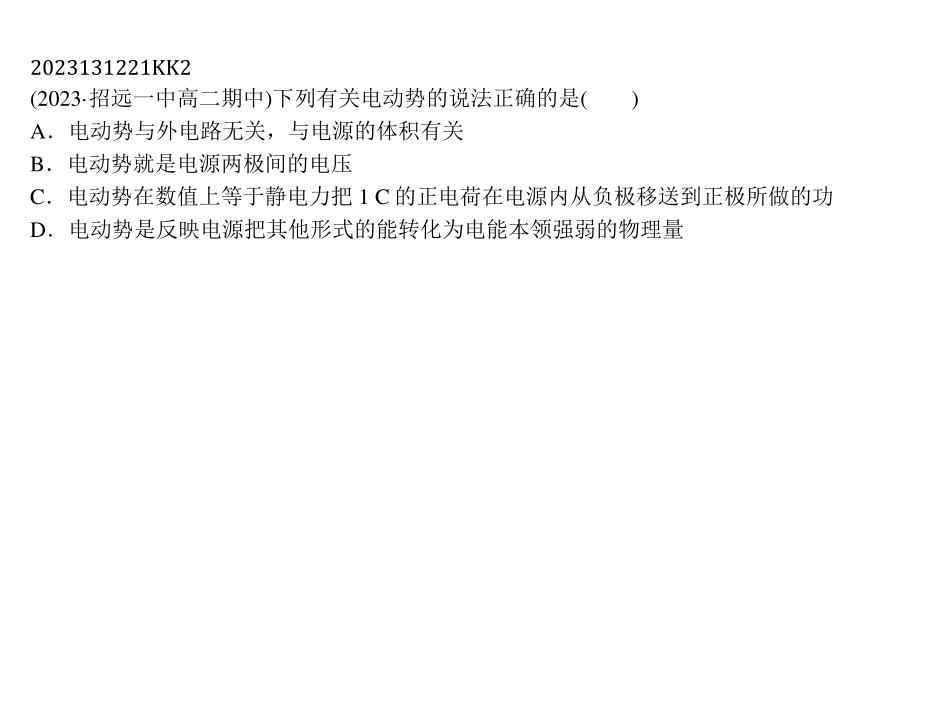 2023131221KK2
(2023·招远一中高二期中)下列有关电动势的说法正确的是(　　)
A．电动势与外电路无关，与电源的体积有关
B．电动势就是电源两极间的电压
C．电动势在数值上等于静电力把 1 C 的正电荷在电源内从负极移送到正极所做的功
D．电动势是反映电源把其他形式的能转化为电能本领强弱的物理量